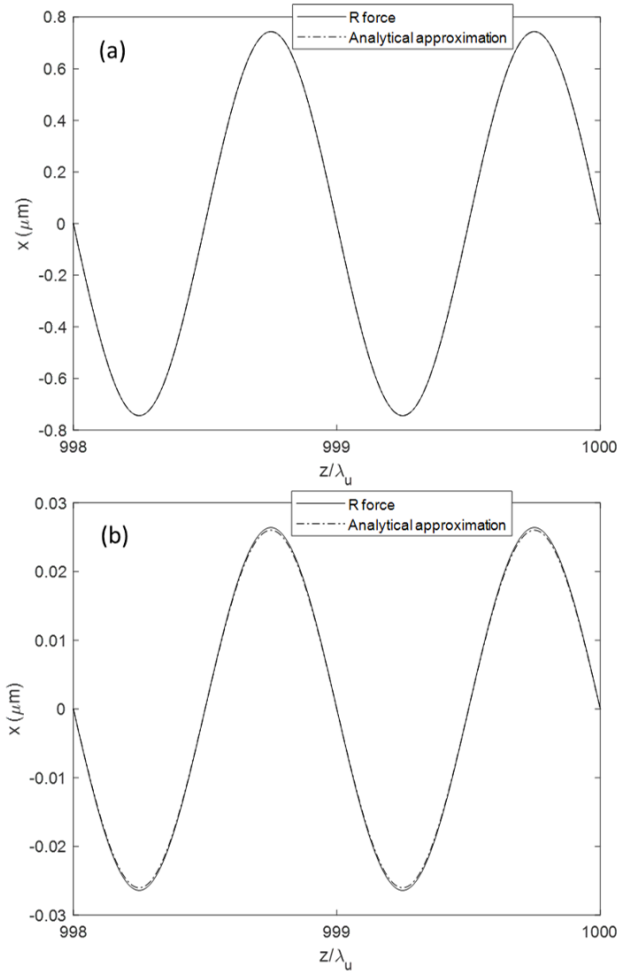 R force
Analytical approximation
(a)
0.8
0.6
0.4
0.2
0
-0.2
-0.4
-0.6
-0.8
x (μm)
998
999
1000
z/λu
R force
Analytical approximation
(b)
0.03
0.02
0.01
0
-0.01
-0.02
-0.03
x (μm)
998
999
1000
z/λu